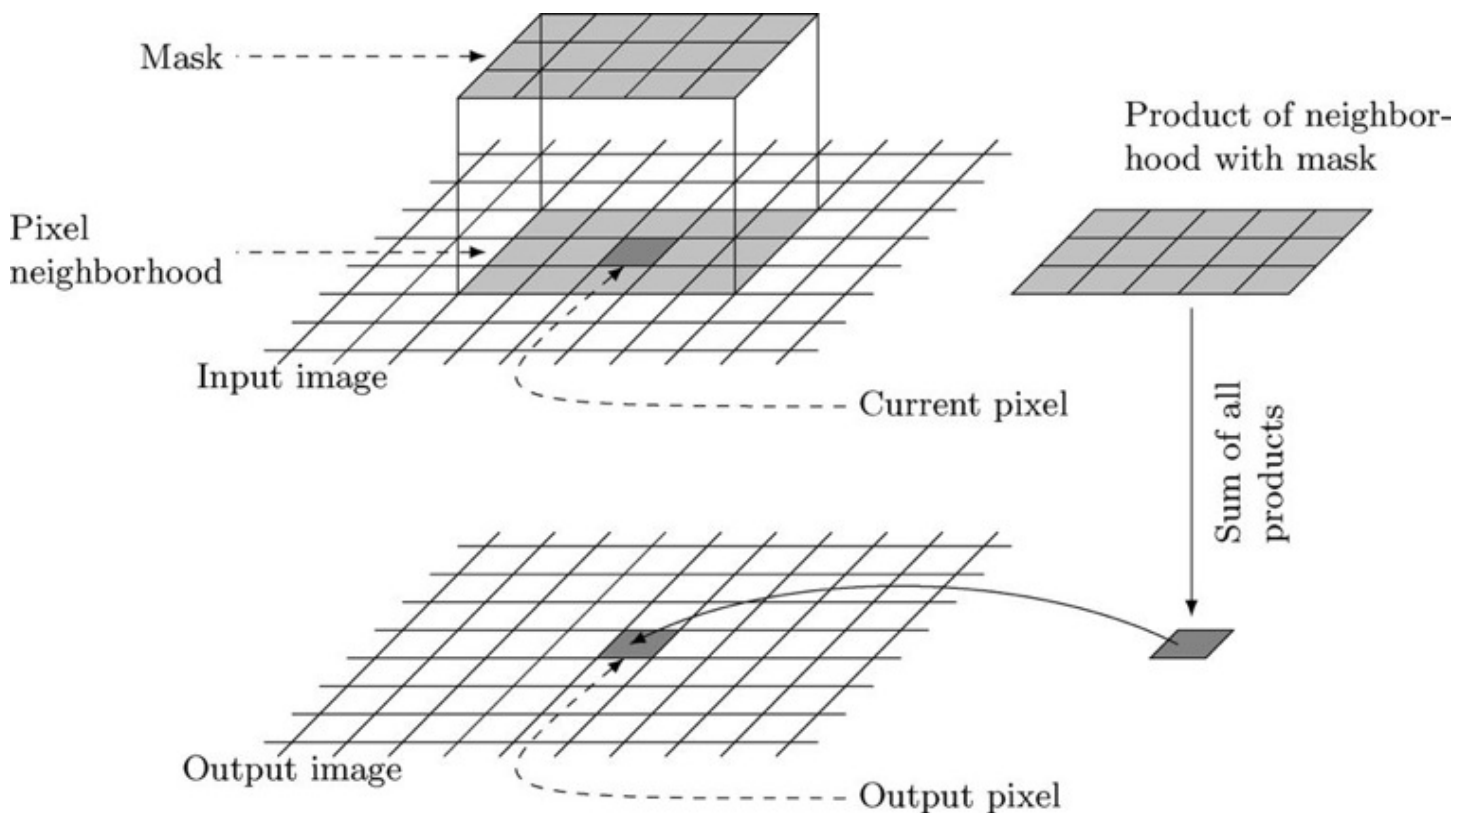 Mask
Product of neighbor-
hood with mask
Pixel
neighborhood
Input image
Current pixel
Sum of all
products
Output image
Output pixel